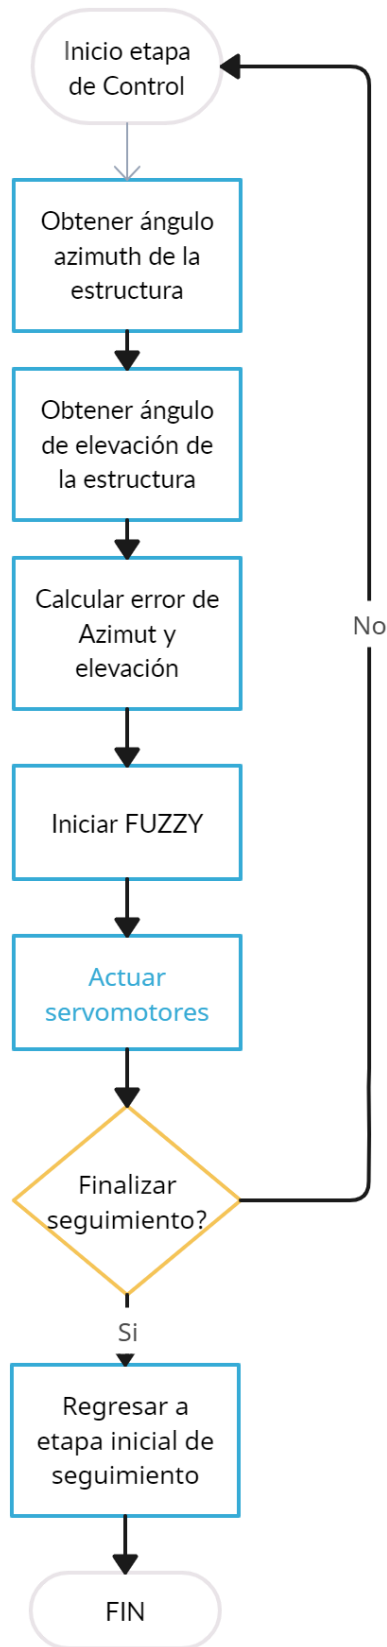 Inicio etapa
de Control
Obtener ángulo
azimuth de la
estructura
Obtener ángulo
de elevación de
la estructura
Calcular error de
Azimut y
elevación
No
Iniciar FUZZY
Actuar
servomotores
Finalizar
seguimiento?
Si
Regresar a
etapa inicial de
seguimiento
FIN